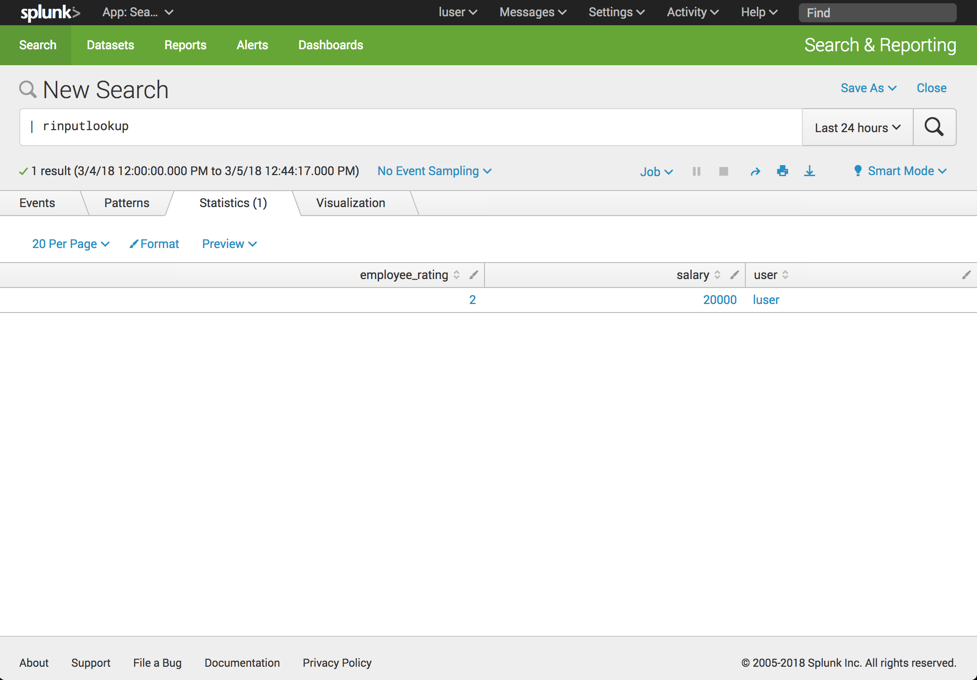 splunk> App: Sea... luser Messages Settings Activity Help Find
Search Datasets Reports Alerts Dashboards Search & Reporting
New Search Save As Close
| rinputlookup Last 24 hours
1 result (3/4/18 12:00:00.000 PM to 3/5/18 12:44:17.000 PM) No Event Sampling Job Smart Mode
Events Patterns Statistics (1) Visualization
20 Per Page Format Preview
employee_rating salary user
2 20000 luser
About Support File a Bug Documentation Privacy Policy © 2005-2018 Splunk Inc. All rights reserved.